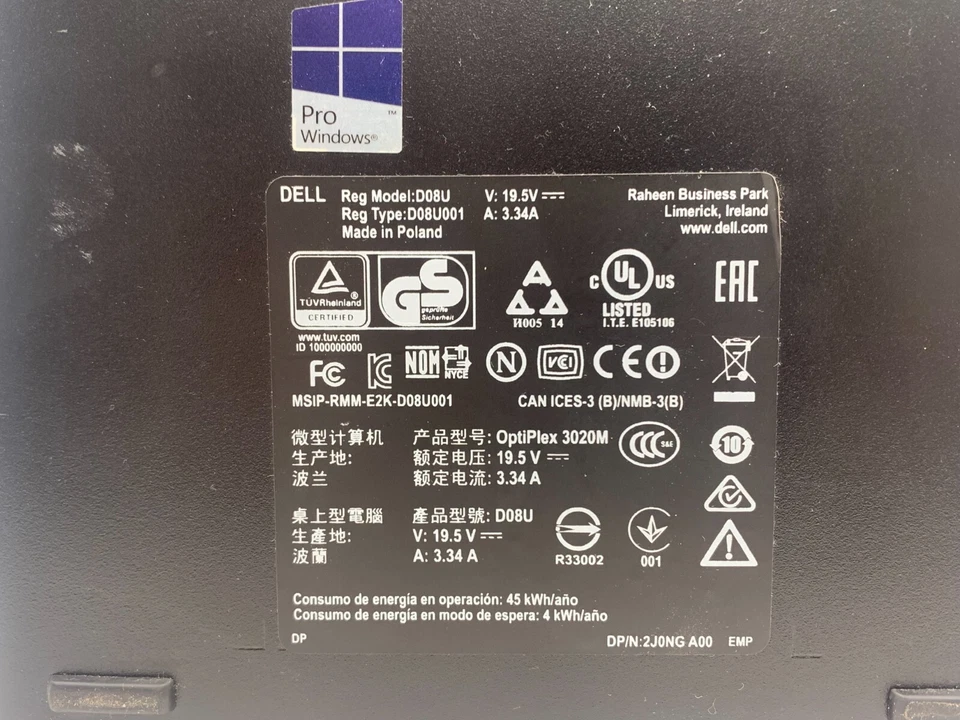 Pro ™
Windows®
DELL Reg Model:D08U V: 19.5V⎓ Raheen Business Park
Reg Type:D08U001 A: 3.34A Limerick, Ireland
Made in Poland www.dell.com
TÜVRheinland®
CERTIFIED
GS
geprüfte
Sicherheit
И005 14
C UL US
LISTED
I.T.E. E105106
EAC
www.tuv.com
ID 1000000000
FC KC NOM NYCE N VCI CE
MSIP-RMM-E2K-D08U001 CAN ICES-3 (B)/NMB-3(B)
微型计算机 产品型号: OptiPlex 3020M CCC S&E 10
生产地: 额定电压: 19.5 V⎓
波兰 额定电流: 3.34 A
桌上型電腦 產品型號: D08U
生產地: V: 19.5 V⎓
波蘭 A: 3.34 A
R33002 001
Consumo de energía en operación: 45 kWh/año
Consumo de energía en modo de espera: 4 kWh/año
DP DP/N:2J0NG A00 EMP